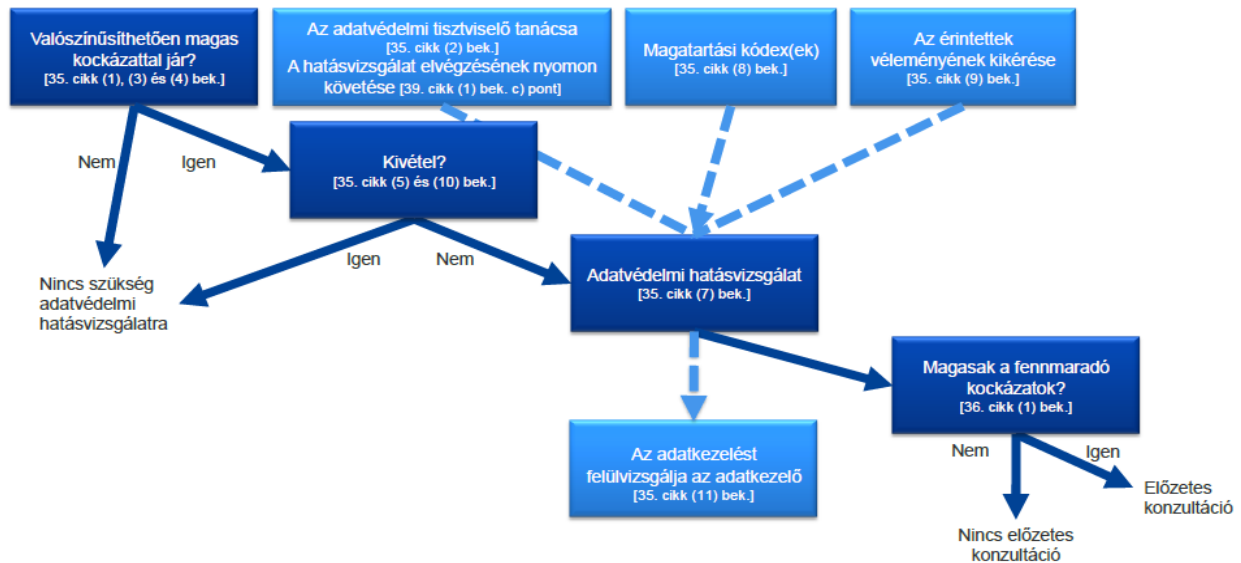 Valószínűsíthetően magas
kockázattal jár?
[35. cikk (1), (3) és (4) bek.]
Az adatvédelmi tisztviselő tanácsa
[35. cikk (2) bek.]
A hatásvizsgálat elvégzésének nyomon
követése [39. cikk (1) bek. c) pont]
Magatartási kódex(ek)
[35. cikk (8) bek.]
Az érintettek
véleményének kikérése
[35. cikk (9) bek.]
Nem
Igen
Kivétel?
[35. cikk (5) és (10) bek.]
Igen
Nem
Nincs szükség
adatvédelmi
hatásvizsgálatra
Adatvédelmi hatásvizsgálat
[35. cikk (7) bek.]
Magasak a fennmaradó
kockázatok?
[36. cikk (1) bek.]
Az adatkezelést
felülvizsgálja az adatkezelő
[35. cikk (11) bek.]
Nem
Igen
Előzetes
konzultáció
Nincs előzetes
konzultáció